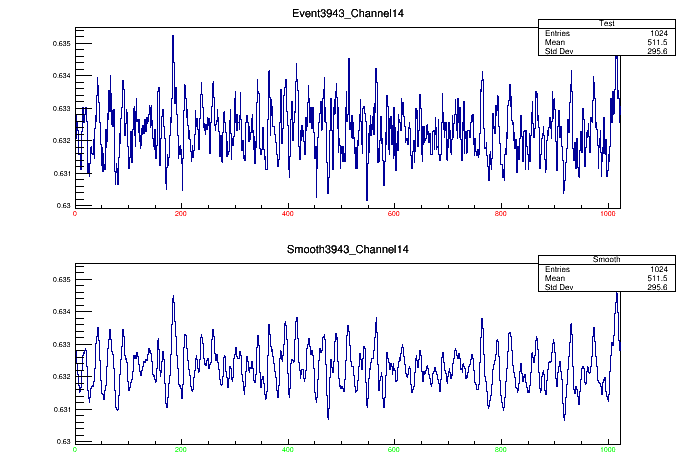 Event3943_Channel14
Test
Entries 1024
Mean 511.5
Std Dev 295.6
0.635
0.634
0.633
0.632
0.631
0.63
0 200 400 600 800 1000
Smooth3943_Channel14
Smooth
Entries 1024
Mean 511.5
Std Dev 295.6
0.635
0.634
0.633
0.632
0.631
0.63
0 200 400 600 800 1000